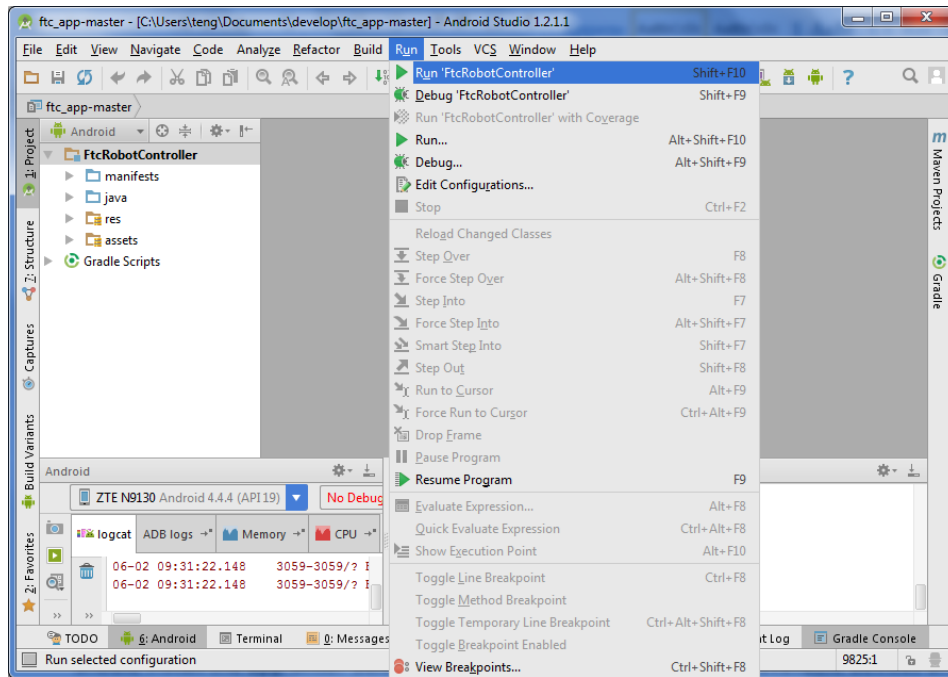 ftc_app-master - [C:\Users\teng\Documents\develop\ftc_app-master] - Android Studio 1.2.1.1
File Edit View Navigate Code Analyze Refactor Build Run Tools VCS Window Help
ftc_app-master
Android
1: Project
FtcRobotController
manifests
java
res
assets
Gradle Scripts
7: Structure
Captures
Build Variants
2: Favorites
Run 'FtcRobotController' Shift+F10
Debug 'FtcRobotController' Shift+F9
Run 'FtcRobotController' with Coverage
Run... Alt+Shift+F10
Debug... Alt+Shift+F9
Edit Configurations...
Stop Ctrl+F2
Reload Changed Classes
Step Over F8
Force Step Over Alt+Shift+F8
Step Into F7
Force Step Into Alt+Shift+F7
Smart Step Into Shift+F7
Step Out Shift+F8
Run to Cursor Alt+F9
Force Run to Cursor Ctrl+Alt+F9
Drop Frame
Pause Program
Resume Program F9
Evaluate Expression... Alt+F8
Quick Evaluate Expression Ctrl+Alt+F8
Show Execution Point Alt+F10
Toggle Line Breakpoint Ctrl+F8
Toggle Method Breakpoint
Toggle Temporary Line Breakpoint Ctrl+Alt+Shift+F8
Toggle Breakpoint Enabled
View Breakpoints... Ctrl+Shift+F8
m Maven Projects
Gradle
Android
ZTE N9130 Android 4.4.4 (API 19) No Debug
logcat ADB logs Memory CPU
06-02 09:31:22.148 3059-3059/? E
06-02 09:31:22.148 3059-3059/? E
TODO 6: Android Terminal 0: Messages nt Log Gradle Console
Run selected configuration 9825:1